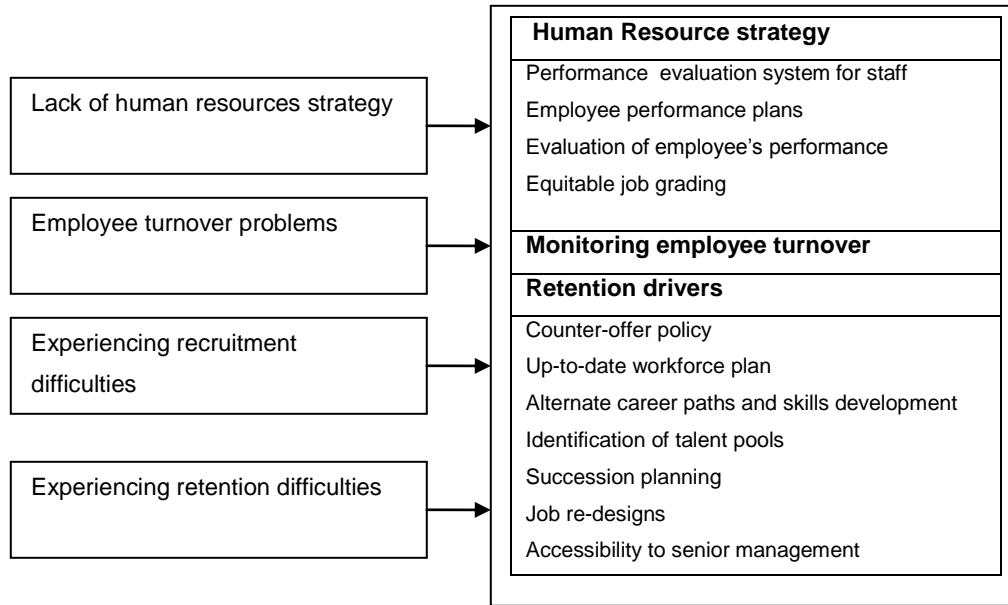 Lack of human resources strategy
Employee turnover problems
Experiencing recruitment
difficulties
Experiencing retention difficulties
Human Resource strategy
Performance evaluation system for staff
Employee performance plans
Evaluation of employee’s performance
Equitable job grading
Monitoring employee turnover
Retention drivers
Counter-offer policy
Up-to-date workforce plan
Alternate career paths and skills development
Identification of talent pools
Succession planning
Job re-designs
Accessibility to senior management